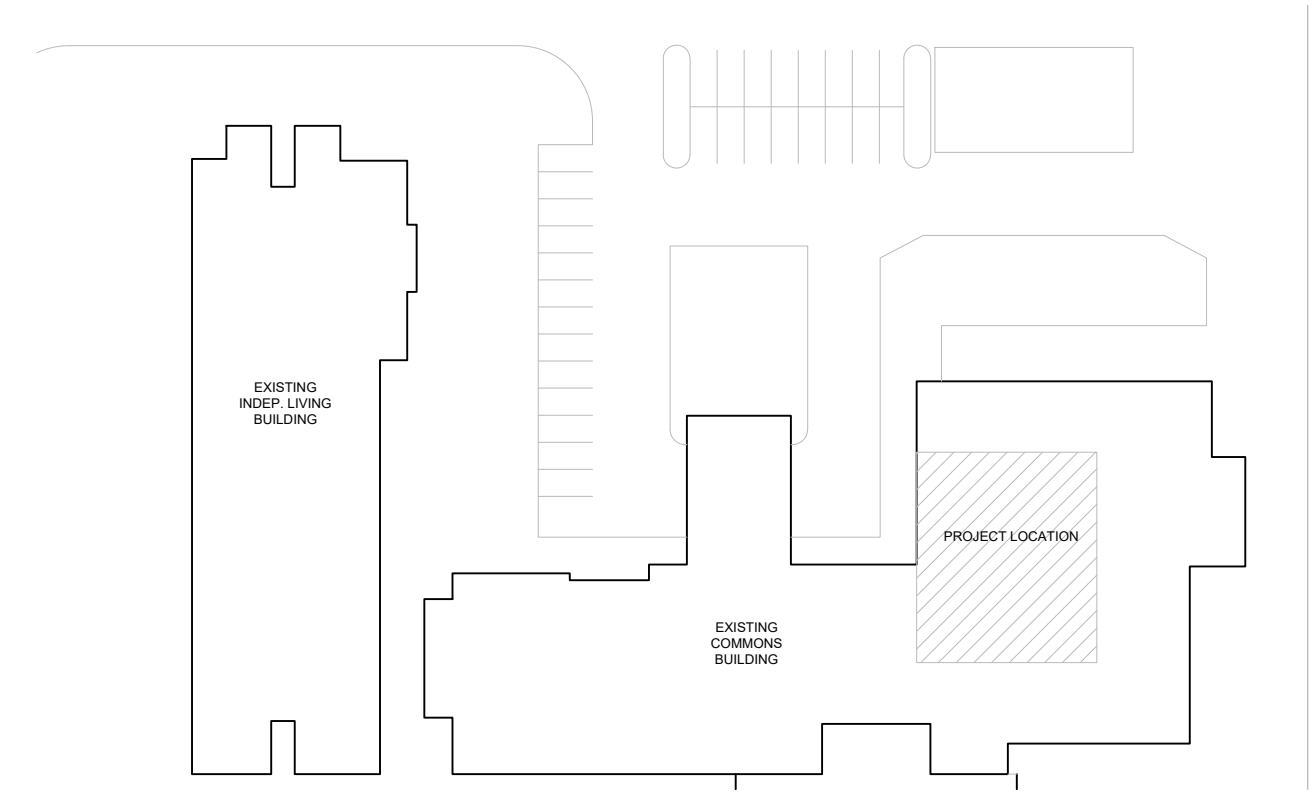 EXISTING
INDEP. LIVING
BUILDING
PROJECT LOCATION
EXISTING
COMMONS
BUILDING